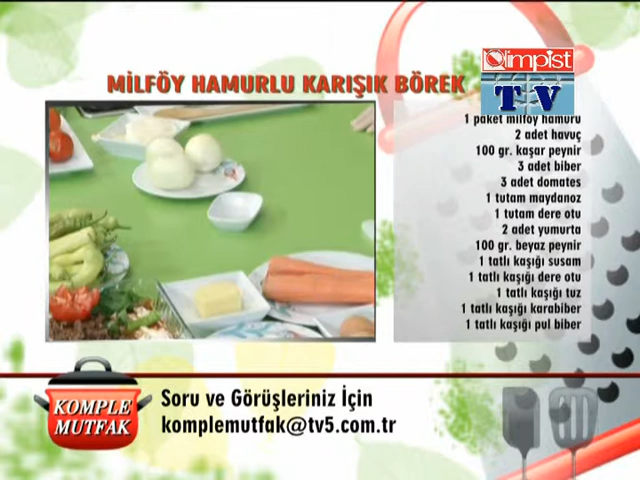 Olimpist
TV
MİLFÖY HAMURLU KARIŞIK BÖREK
1 paket milföy hamuru
2 adet havuç
100 gr. kaşar peynir
3 adet biber
3 adet domates
1 tutam maydanoz
1 tutam dere otu
2 adet yumurta
100 gr. beyaz peynir
1 tatlı kaşığı susam
1 tatlı kaşığı dere otu
1 tatlı kaşığı tuz
1 tatlı kaşığı karabiber
1 tatlı kaşığı pul biber
KOMPLE
MUTFAK
Soru ve Görüşleriniz İçin
komplemutfak@tv5.com.tr